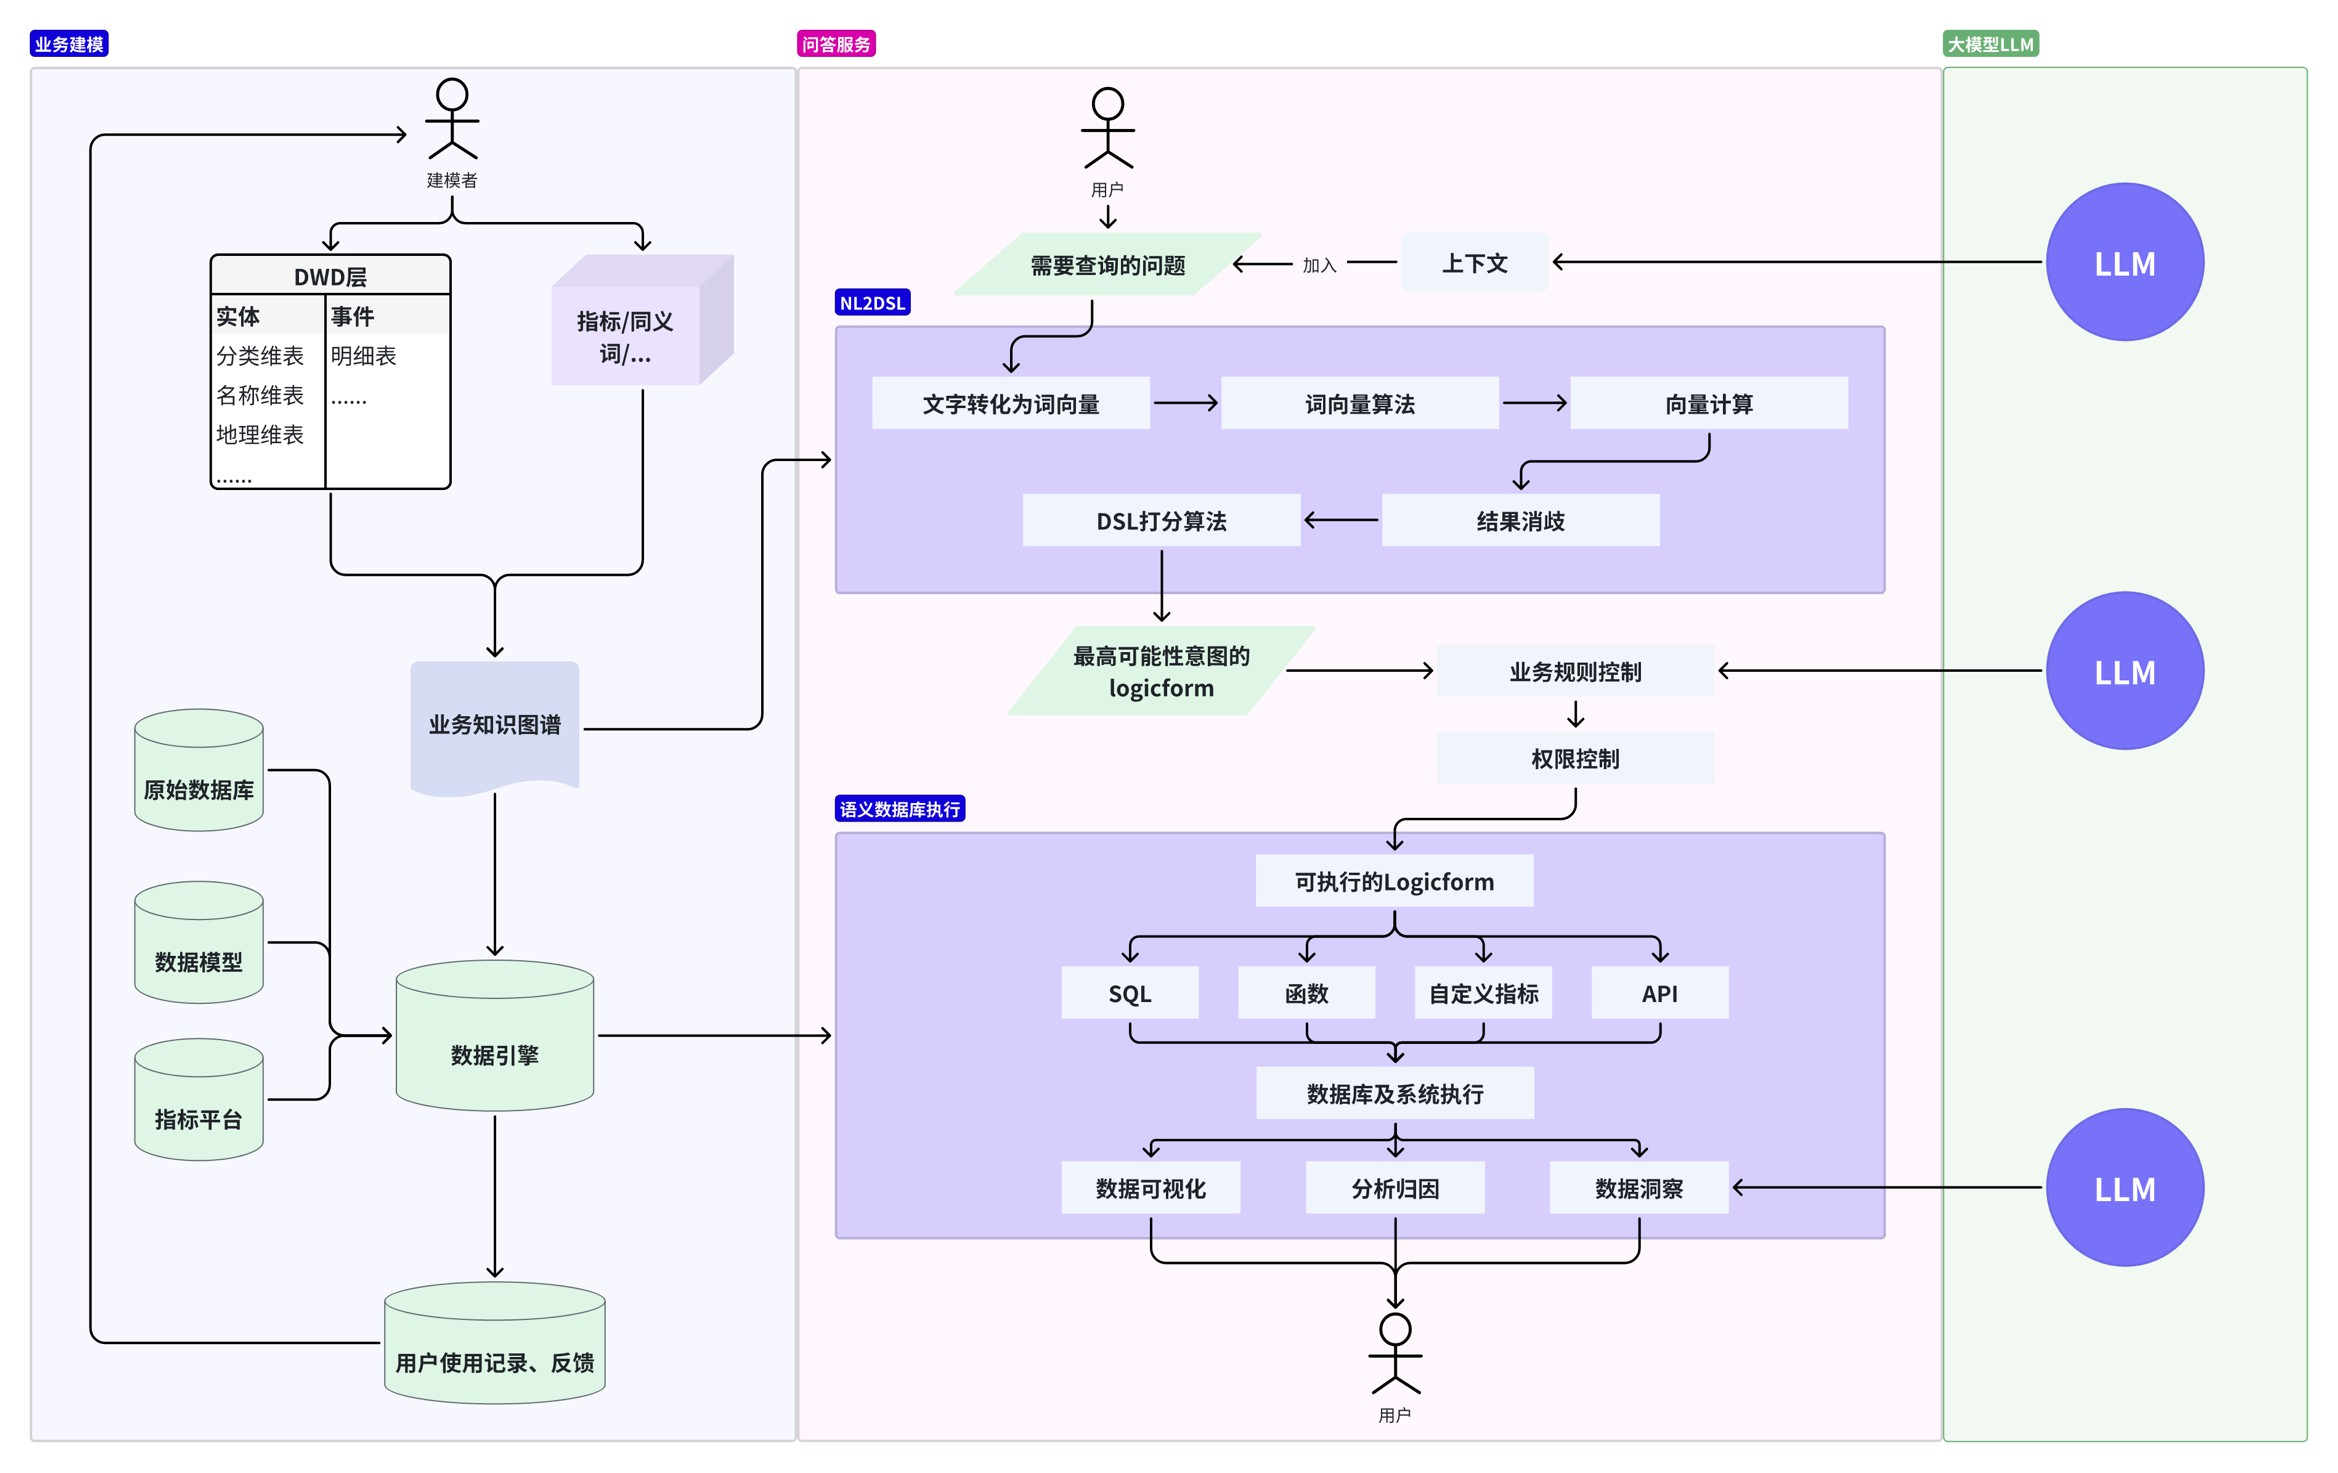 业务建模
建模者
DWD层
实体
事件
分类维表
明细表
名称维表
......
地理维表
......
指标/同义
词/...
业务知识图谱
原始数据库
数据模型
指标平台
数据引擎
用户使用记录、反馈
问答服务
用户
需要查询的问题
加入
上下文
NL2DSL
文字转化为词向量
词向量算法
向量计算
DSL打分算法
结果消歧
最高可能性意图的
logicform
业务规则控制
权限控制
语义数据库执行
可执行的Logicform
SQL
函数
自定义指标
API
数据库及系统执行
数据可视化
分析归因
数据洞察
用户
大模型LLM
LLM
LLM
LLM